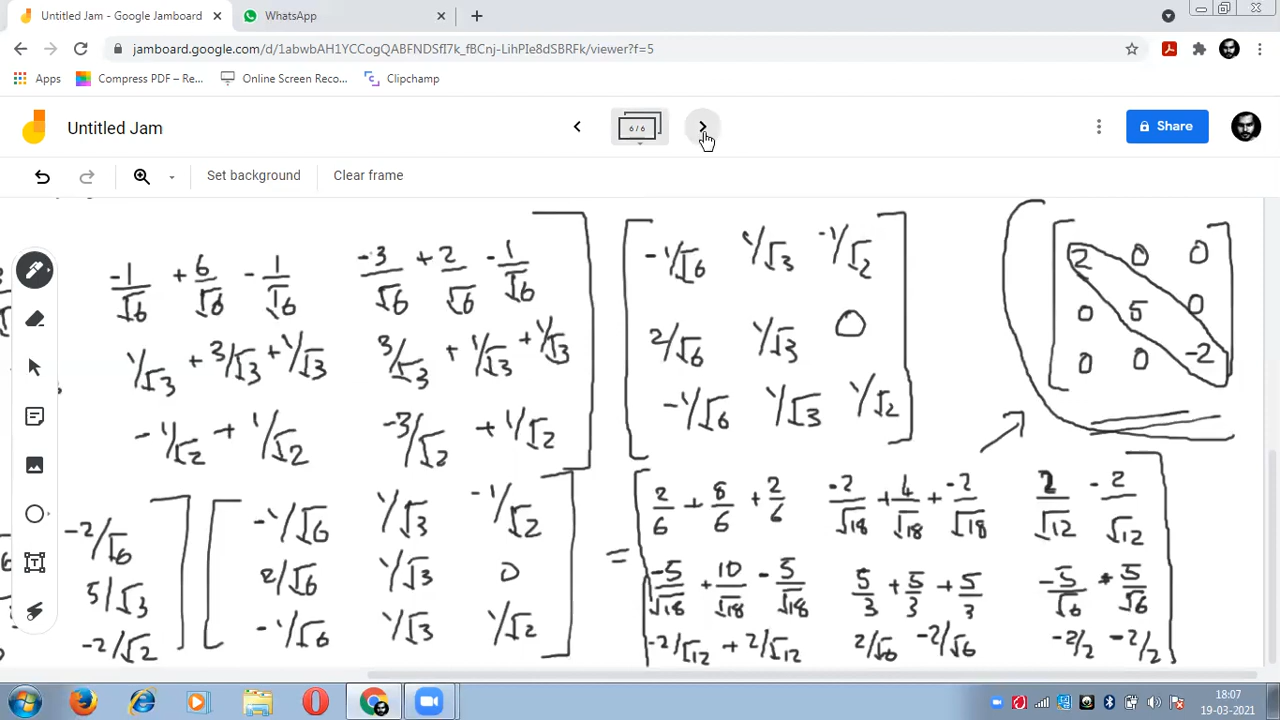 Untitled Jam - Google Jamboard
WhatsApp
jamboard.google.com/d/1abwbAH1YCCogQABFNDSfI7k_fBCnj-LihPIe8dSBRFk/viewer?f=5
Apps
Compress PDF – Re...
Online Screen Reco...
Clipchamp
Untitled Jam
6 / 6
Share
Set background
Clear frame
-1/√6 +6/√6 -1/√6 -3/√6 +2/√6 -1/√6
1/√3 +3/√3 +1/√3 3/√3 +1/√3 +1/√3
-1/√2 + 1/√2 -3/√2 + 1/√2
-1/√6 1/√3 -1/√2
2/√6 1/√3 0
-1/√6 1/√3 1/√2
2 0 0
0 5 0
0 0 -2
-2/√6
5/√3
-2/√2
-1/√6 1/√3 -1/√2
2/√6 1/√3 0
-1/√6 1/√3 1/√2
=
2/6 + 8/6 + 2/6 -2/√18 + 4/√18 + -2/√18 2/√12 - 2/√12
-5/√18 + 10/√18 - 5/√18 5/3 + 5/3 + 5/3 -5/√6 + 5/√6
-2/√12 + 2/√12 2/√6 -2/√6 -2/2 -2/2
18:07
19-03-2021